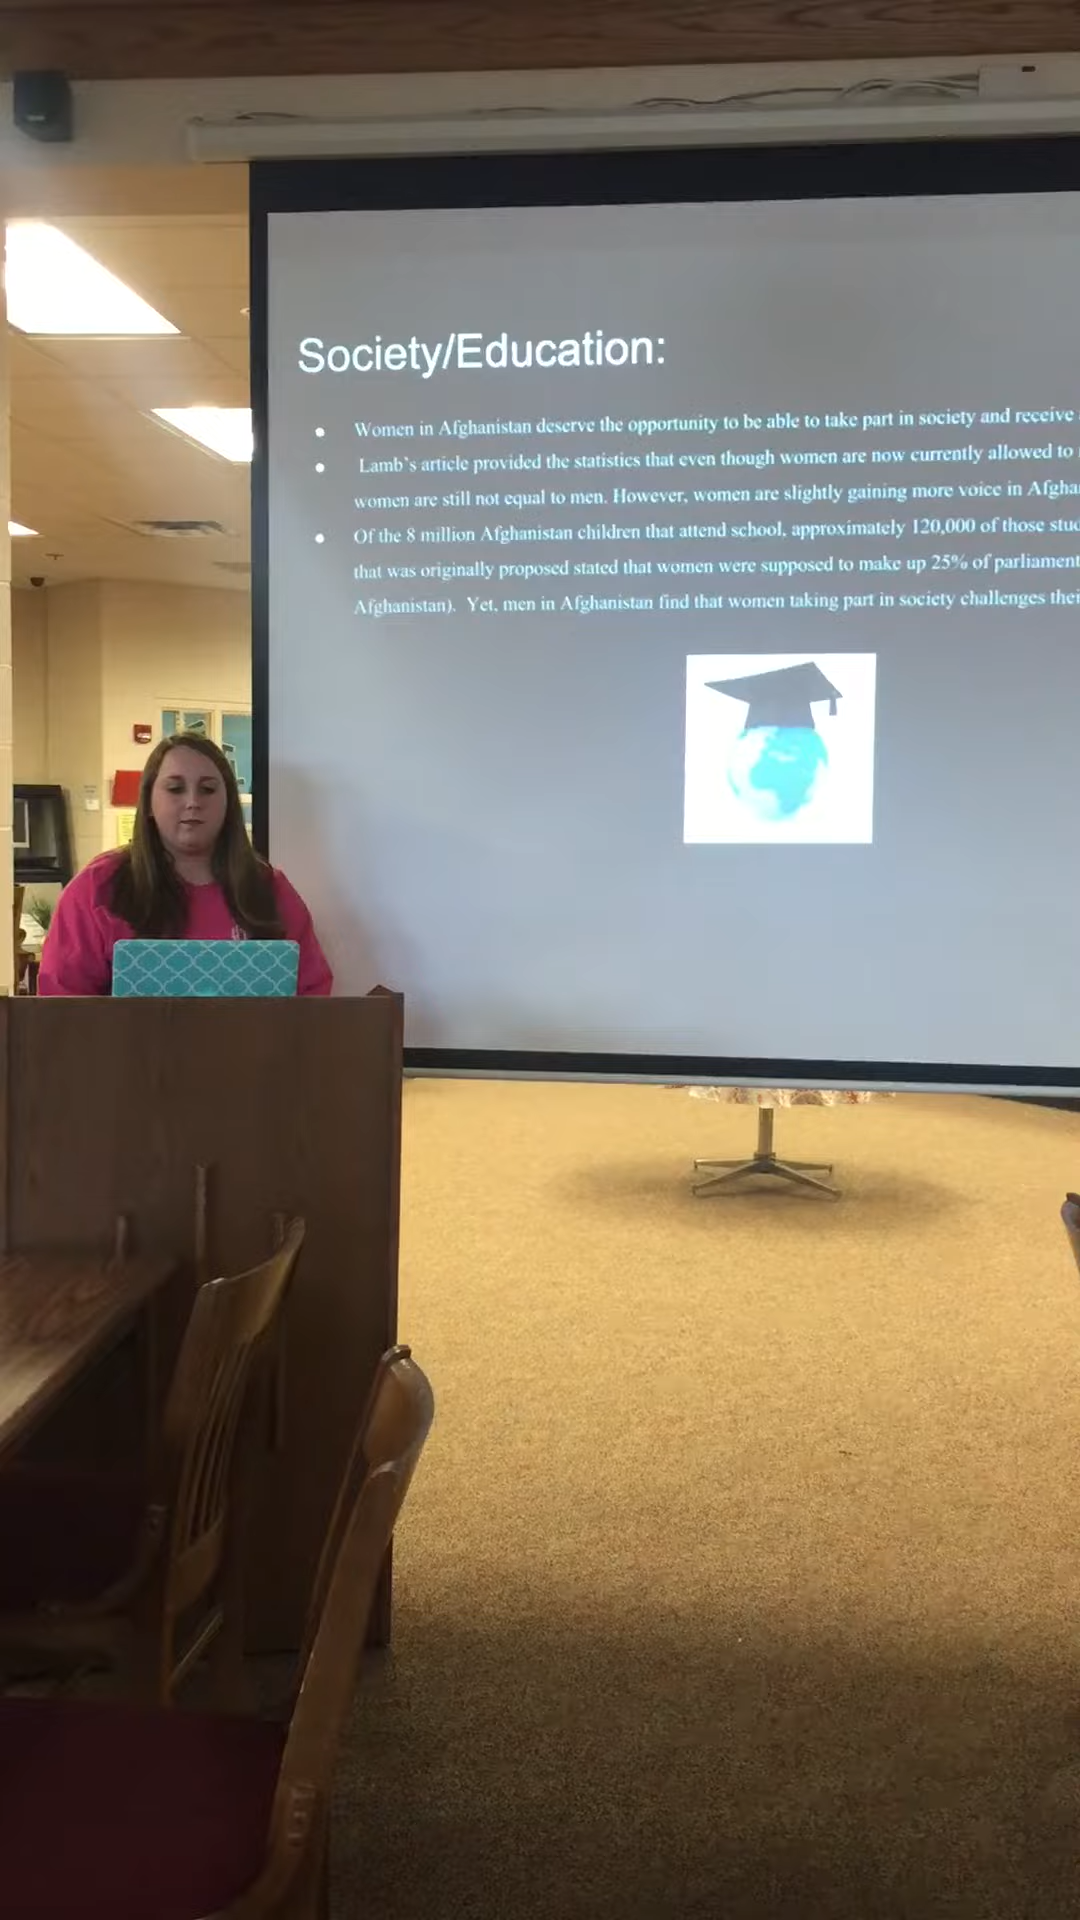 Society/Education:
● Women in Afghanistan deserve the opportunity to be able to take part in society and receive
● Lamb's article provided the statistics that even though women are now currently allowed to
women are still not equal to men. However, women are slightly gaining more voice in Afgha
● Of the 8 million Afghanistan children that attend school, approximately 120,000 of those stu
that was originally proposed stated that women were supposed to make up 25% of parliament
Afghanistan). Yet, men in Afghanistan find that women taking part in society challenges thei